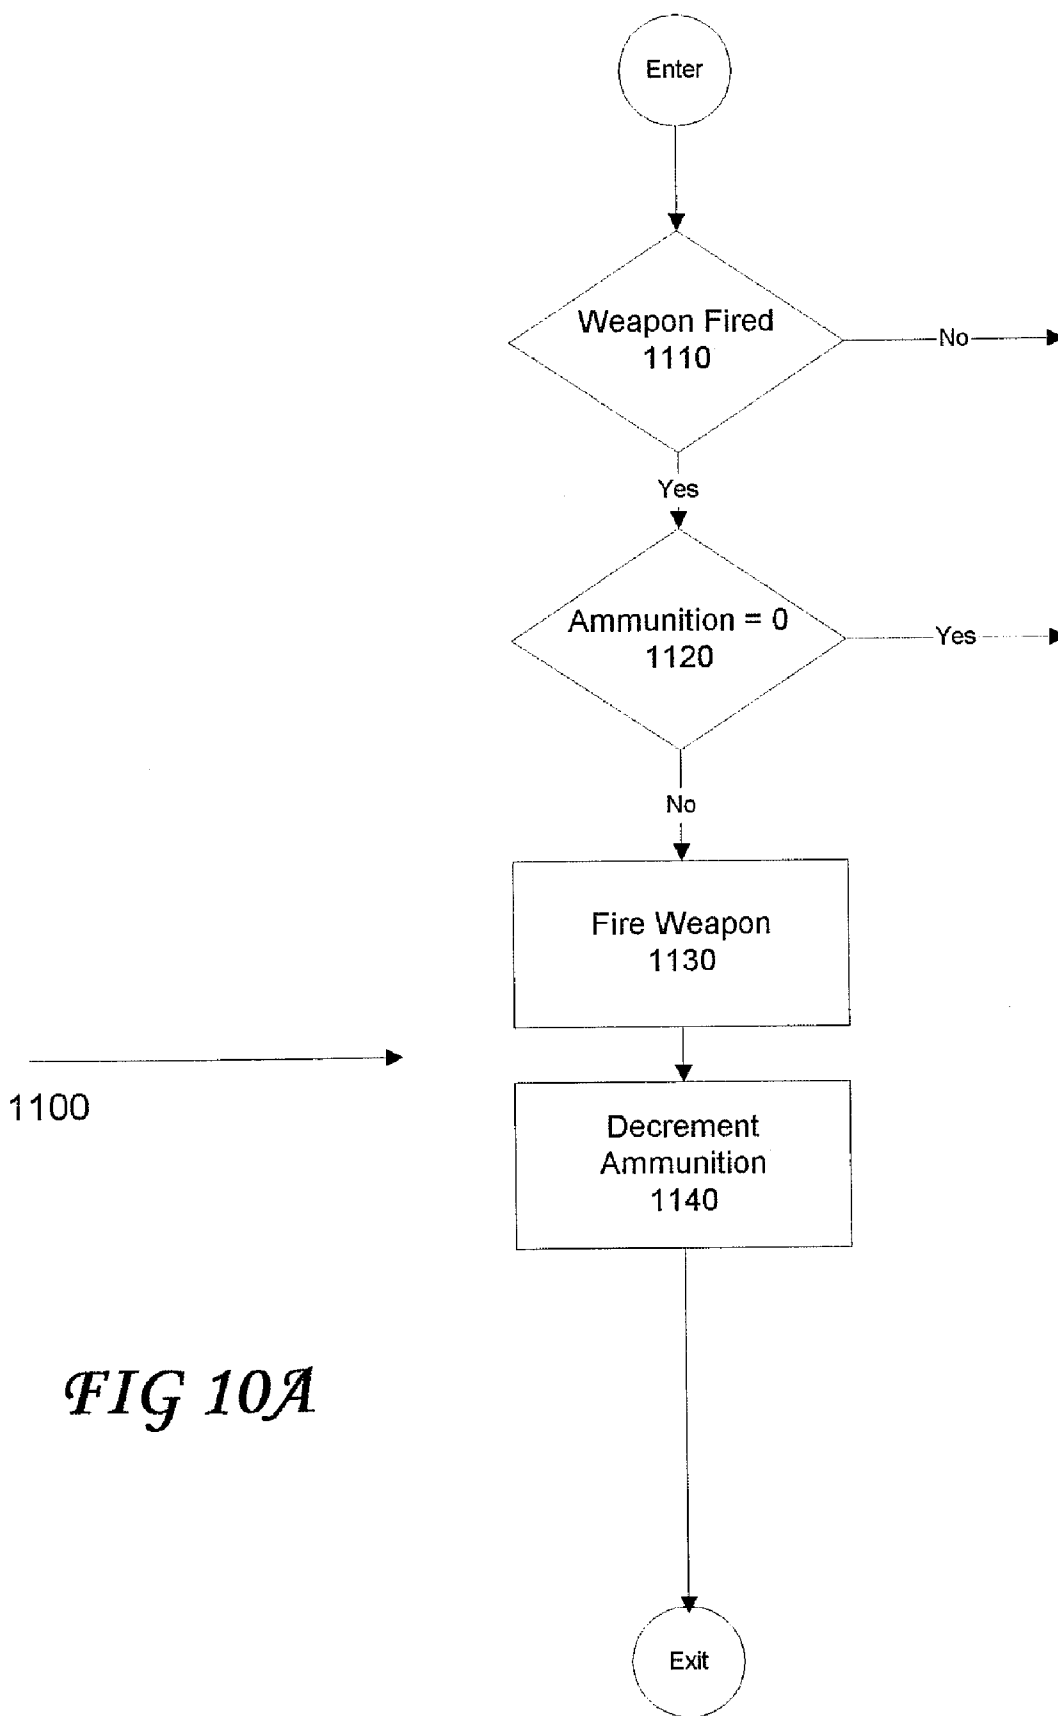 Enter
Weapon Fired
1110
No
Yes
Ammunition = 0
1120
Yes
No
Fire Weapon
1130
1100
Decrement
Ammunition
1140
FIG 10A
Exit